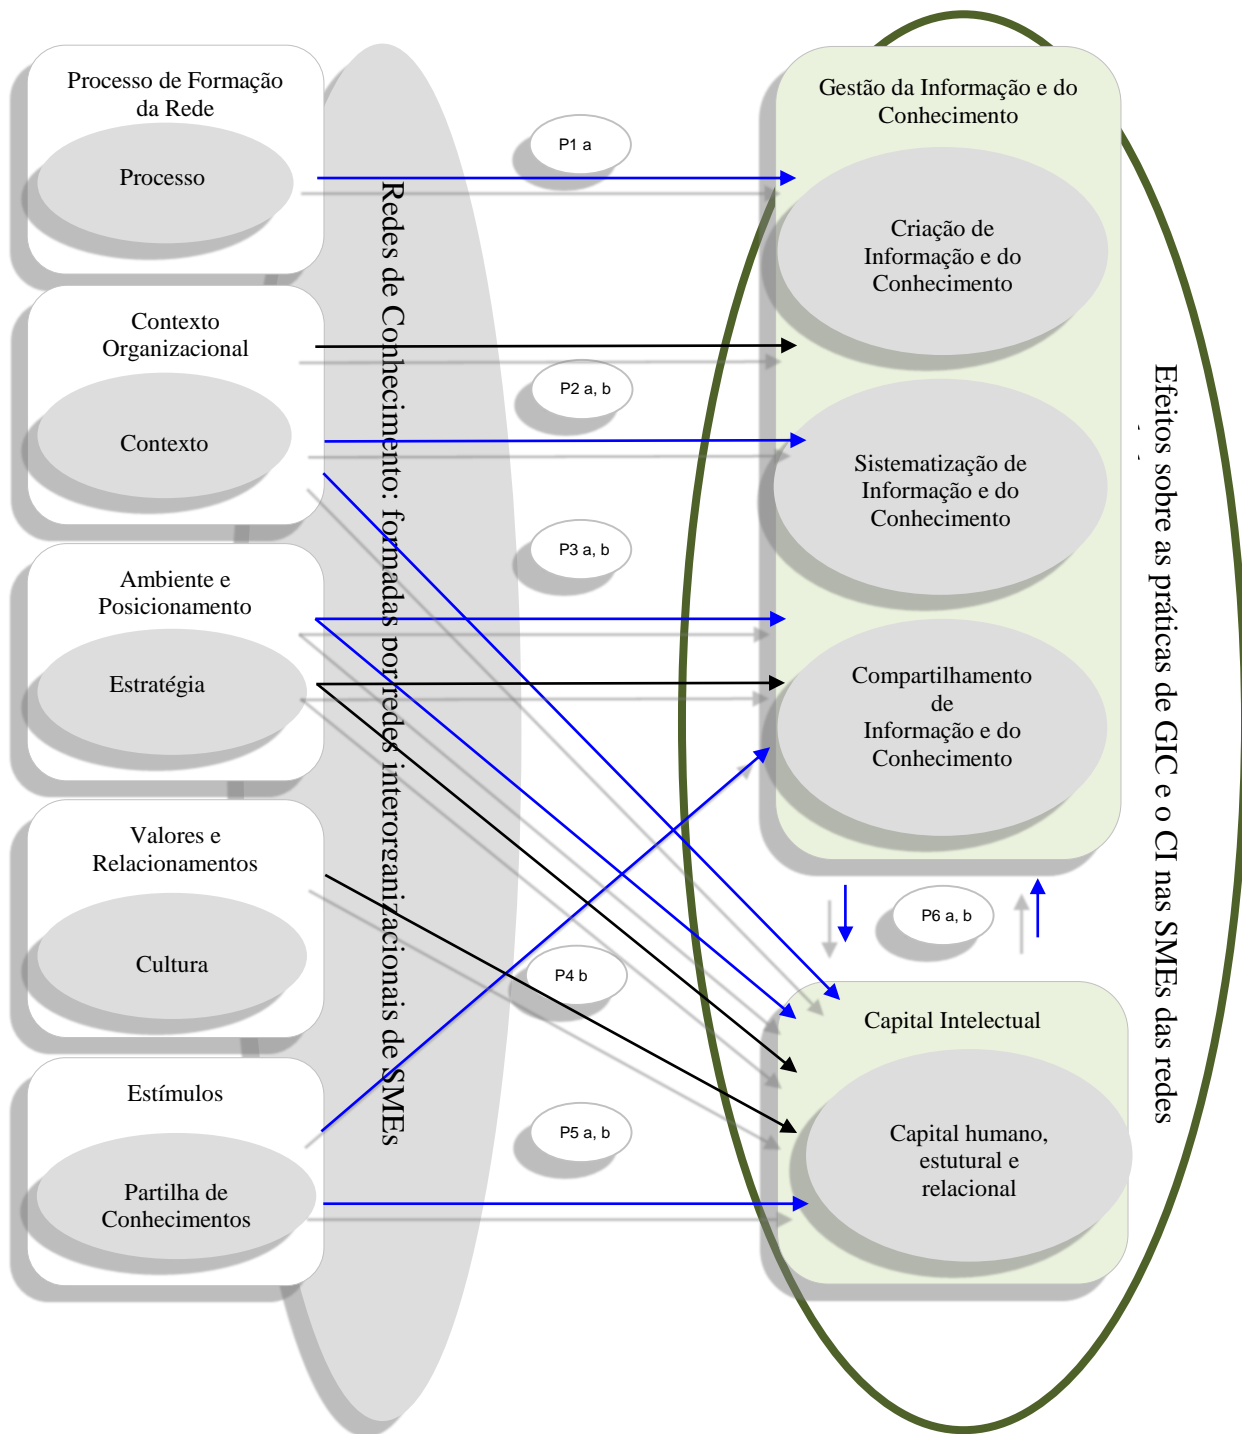 Processo de Formação
da Rede
Processo
Contexto
Organizacional
Contexto
Ambiente e
Posicionamento
Estratégia
Valores e
Relacionamentos
Cultura
Estímulos
Partilha de
Conhecimentos
Redes de Conhecimento: formadas por redes interorganizacionais de SMEs
P1 a
P2 a, b
P3 a, b
P4 b
P5 a, b
Gestão da Informação e do
Conhecimento
Criação de
Informação e do
Conhecimento
Sistematização de
Informação e do
Conhecimento
Compartilhamento
de
Informação e do
Conhecimento
P6 a, b
Capital Intelectual
Capital humano,
estutural e
relacional
Efeitos sobre as práticas de GIC e o CI nas SMEs das redes